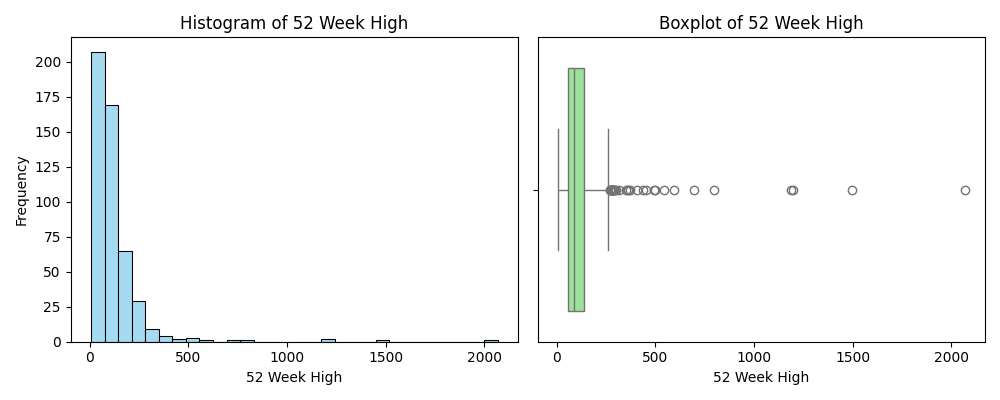 Histogram of 52 Week High
200
175
150
125
100
75
50
25
0
Frequency
0 500 1000 1500 2000
52 Week High
Boxplot of 52 Week High
0 500 1000 1500 2000
52 Week High